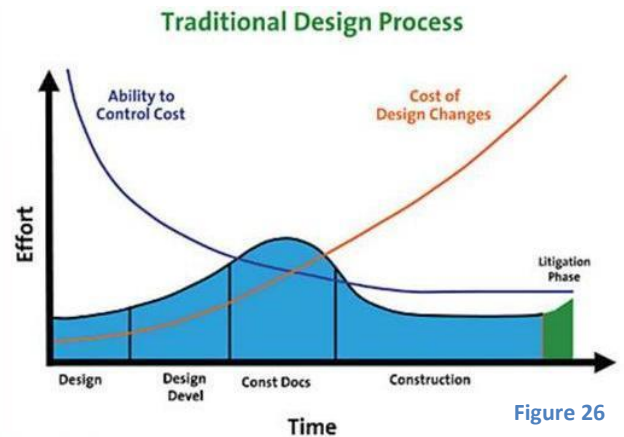 Traditional Design Process
Ability to
Control Cost
Cost of
Design Changes
Effort
Litigation
Phase
Design
Design
Devel
Const Docs
Construction
Time
Figure 26